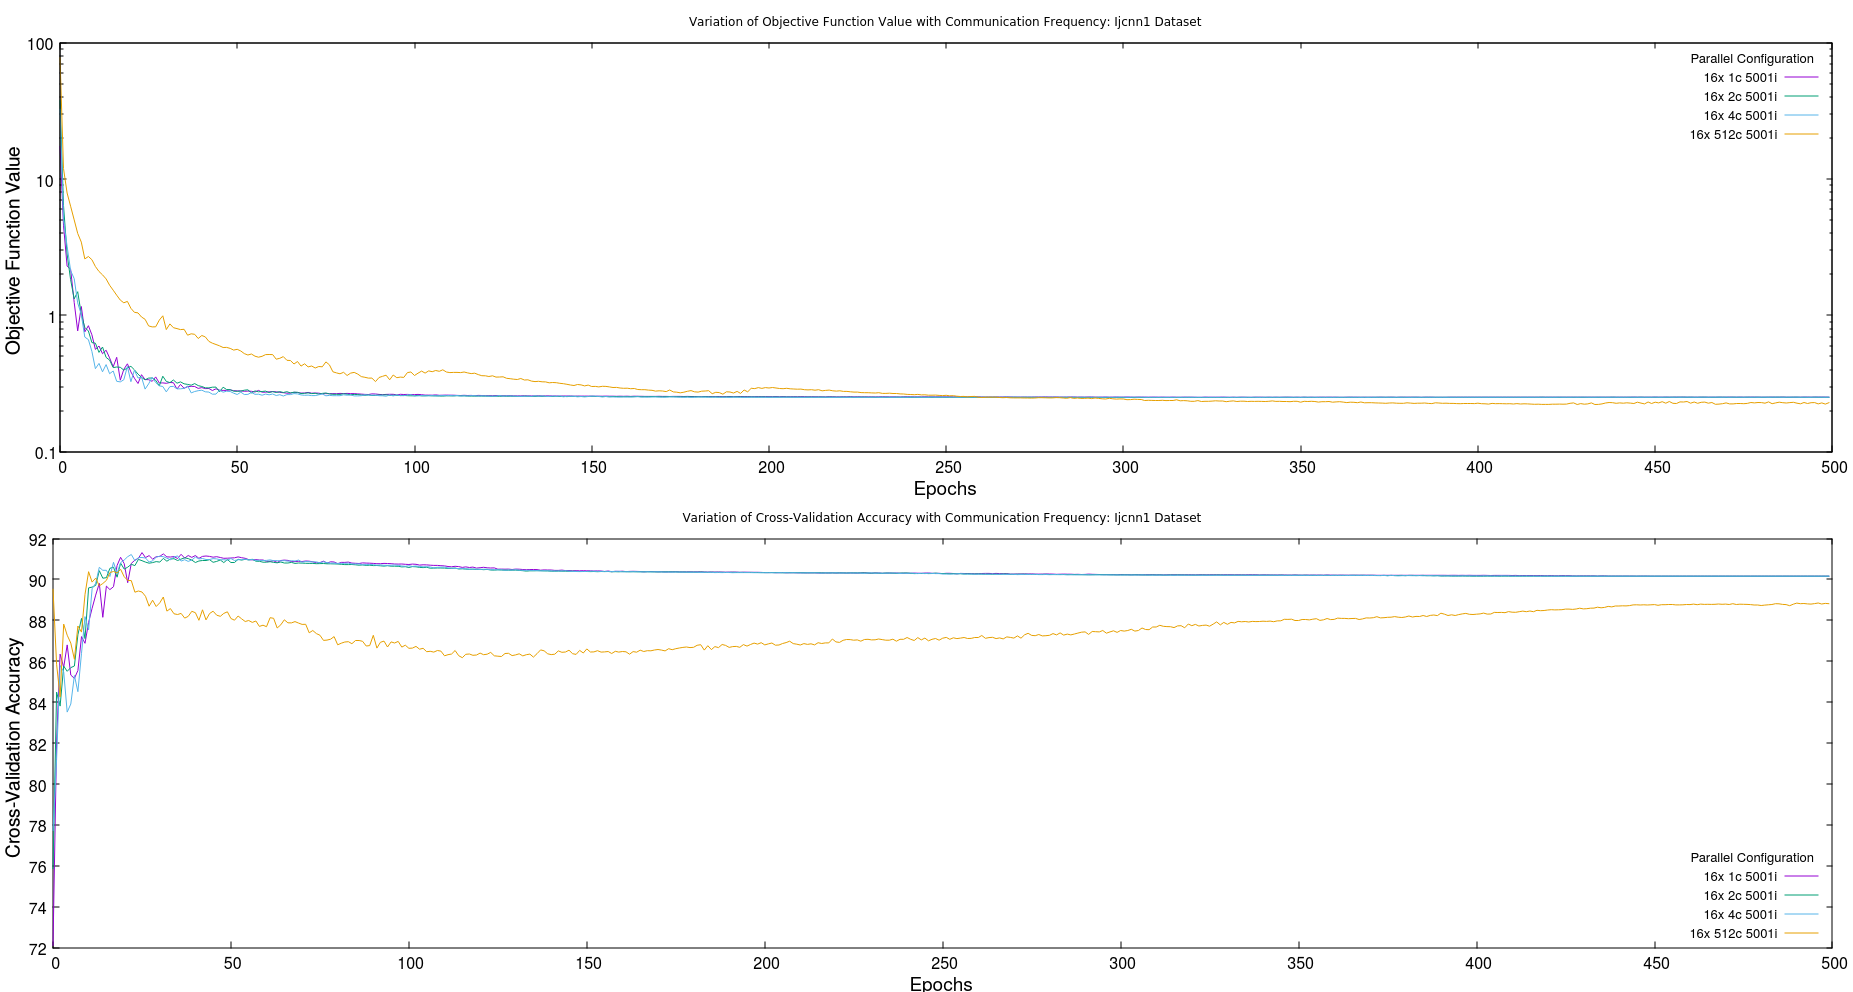 Variation of Objective Function Value with Communication Frequency: Ijcnn1 Dataset
Objective Function Value
100
10
1
0.1
Parallel Configuration
16x 1c 5001i
16x 2c 5001i
16x 4c 5001i
16x 512c 5001i
0 50 100 150 200 250 300 350 400 450 500
Epochs
Variation of Cross-Validation Accuracy with Communication Frequency: Ijcnn1 Dataset
Cross-Validation Accuracy
92
90
88
86
84
82
80
78
76
74
72
Parallel Configuration
16x 1c 5001i
16x 2c 5001i
16x 4c 5001i
16x 512c 5001i
0 50 100 150 200 250 300 350 400 450 500
Epochs